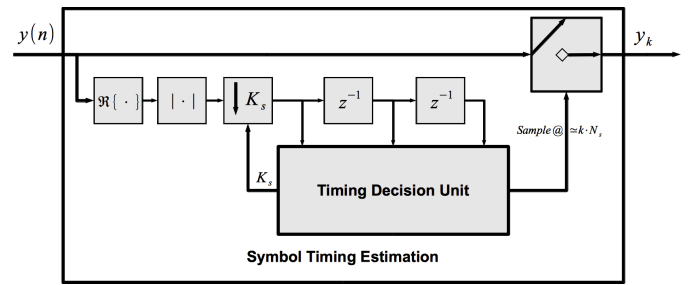 y(n)
y_k
ℜ{ · }
| · |
↓ K_s
z^{-1}
z^{-1}
Sample @ ≃ k·N_s
K_s
Timing Decision Unit
Symbol Timing Estimation